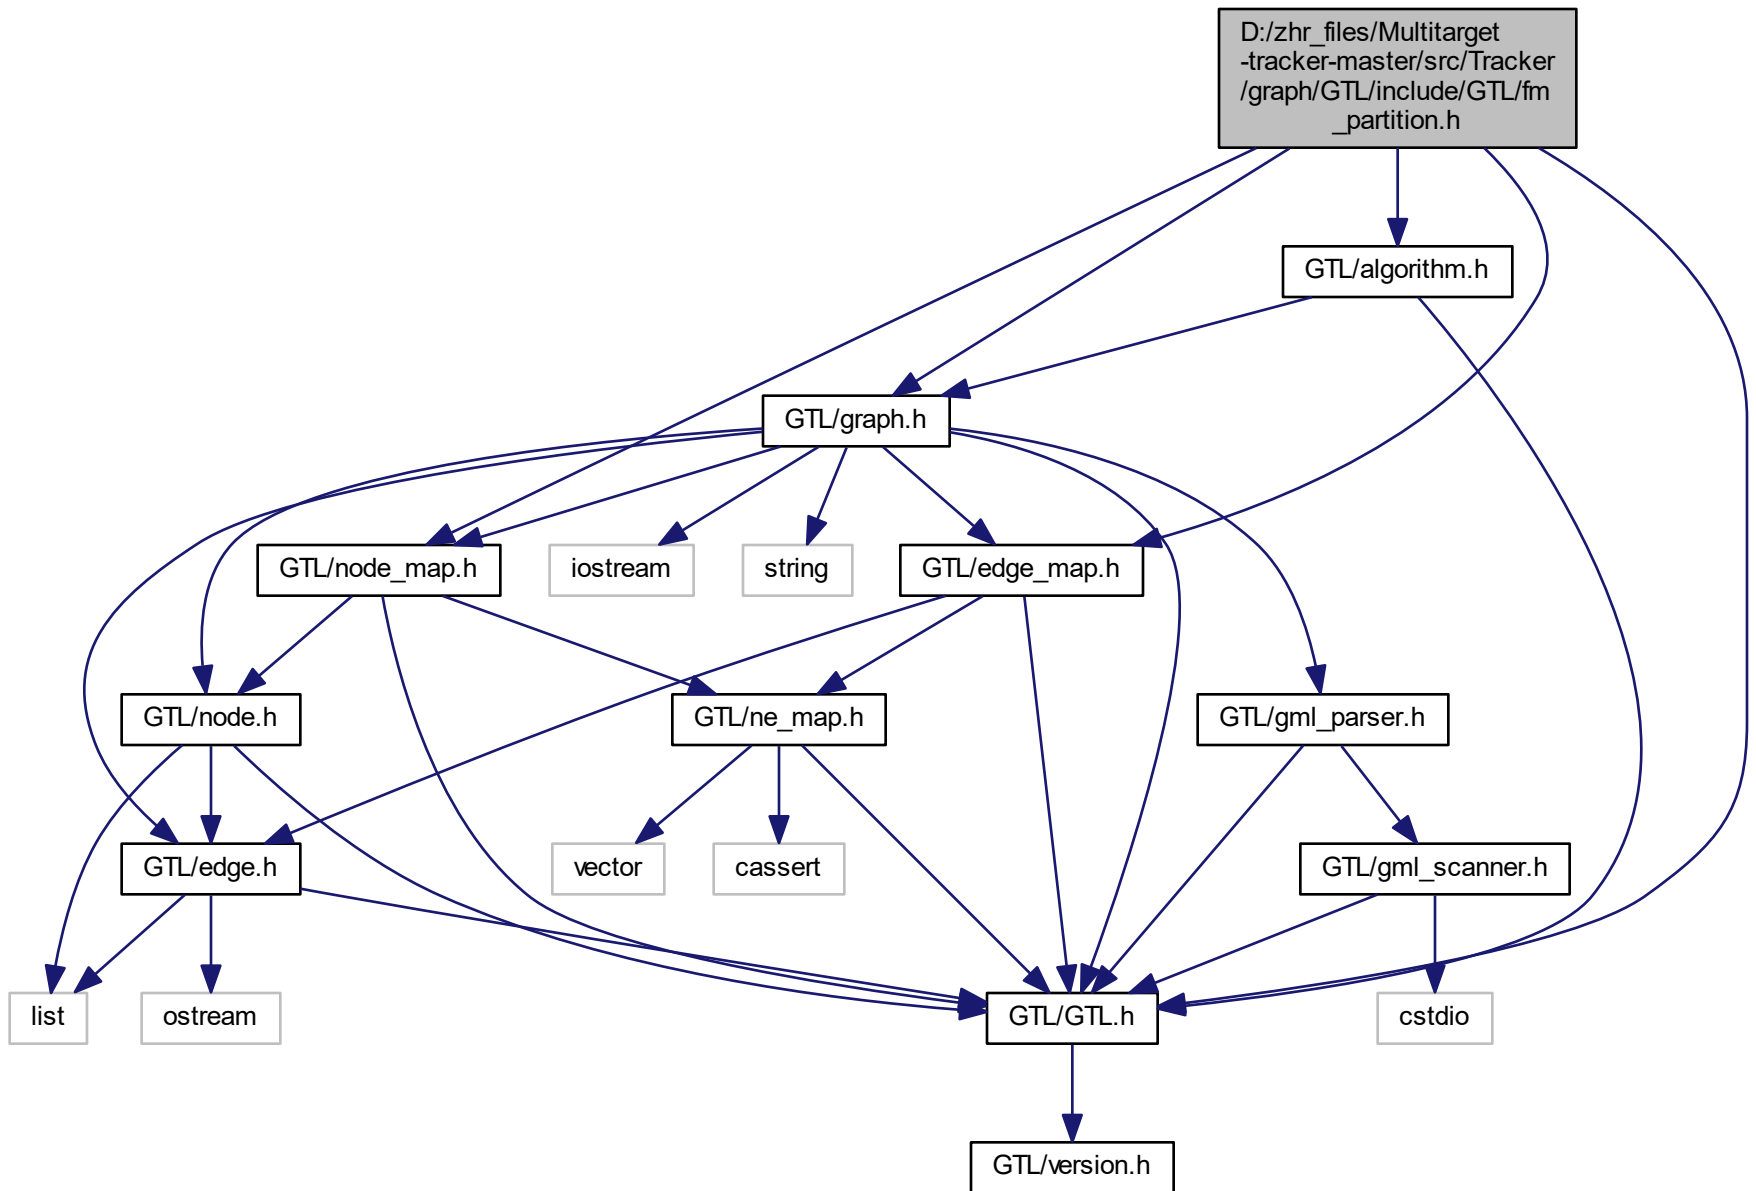 D:/zhr_files/Multitarget
-tracker-master/src/Tracker
/graph/GTL/include/GTL/fm
_partition.h
GTL/algorithm.h
GTL/graph.h
GTL/node_map.h
iostream
string
GTL/edge_map.h
GTL/node.h
GTL/ne_map.h
GTL/gml_parser.h
GTL/edge.h
vector
cassert
GTL/gml_scanner.h
list
ostream
GTL/GTL.h
cstdio
GTL/version.h